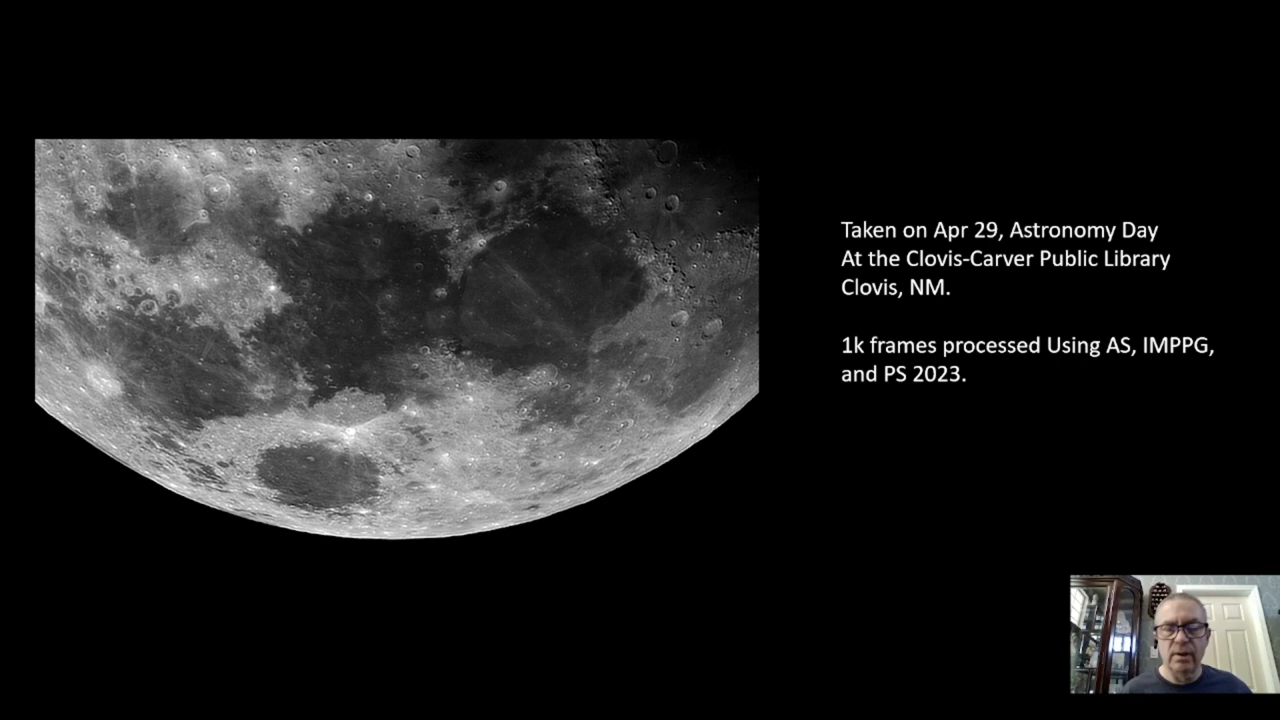 Taken on Apr 29, Astronomy Day
At the Clovis-Carver Public Library
Clovis, NM.
1k frames processed Using AS, IMPPG,
and PS 2023.